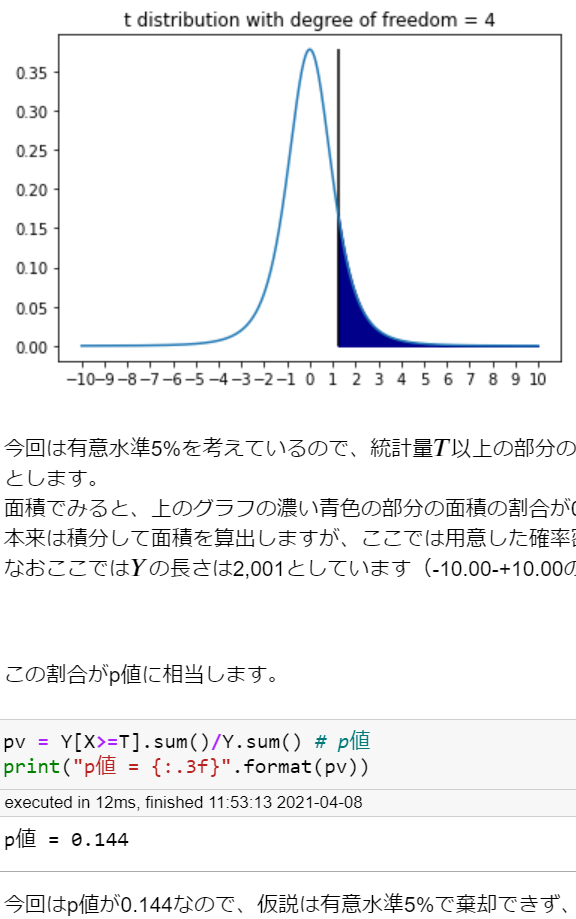 t distribution with degree of freedom = 4
0.35
0.30
0.25
0.20
0.15
0.10
0.05
0.00
−10−9−8−7−6−5−4−3−2−1 0 1 2 3 4 5 6 7 8 9 10
今回は有意水準5%を考えているので、統計量T以上の部分の
とします。
面積でみると、上のグラフの濃い青色の部分の面積の割合が
本来は積分して面積を算出しますが、ここでは用意した確率
なおここではYの長さは2,001としています（-10.00-+10.00の
この割合がp値に相当します。
pv = Y[X>=T].sum()/Y.sum() # p値
print("p値 = {:.3f}".format(pv))
executed in 12ms, finished 11:53:13 2021-04-08
p値 = 0.144
今回はp値が0.144なので、仮説は有意水準5%で棄却できず、